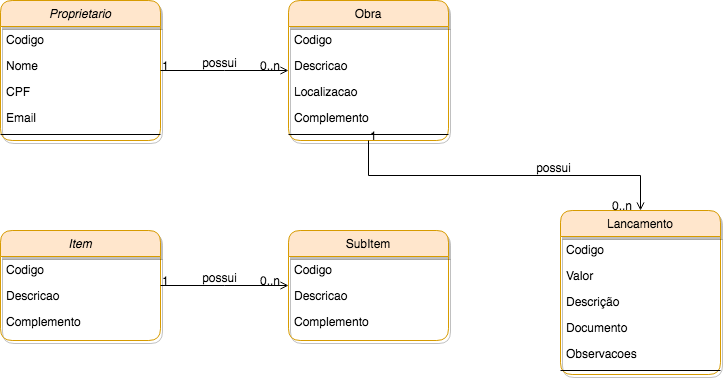 Proprietario
Codigo
Nome
CPF
Email
1
possui
0..n
Obra
Codigo
Descricao
Localizacao
Complemento
1
possui
0..n
Lancamento
Codigo
Valor
Descrição
Documento
Observacoes
Item
Codigo
Descricao
Complemento
1
possui
0..n
SubItem
Codigo
Descricao
Complemento